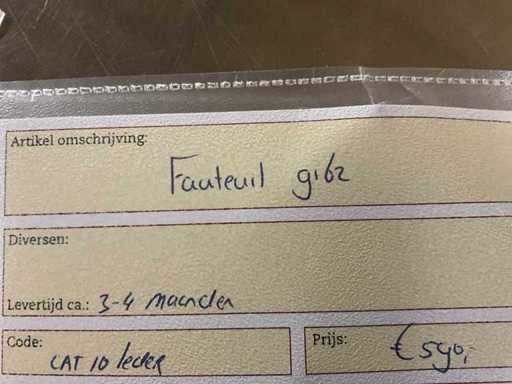 Artikel omschrijving:
Fauteuil gibz
Diversen:
Levertijd ca.: 3-4 maanden
Code:
CAT 10 leder
Prijs:
€ 590,-